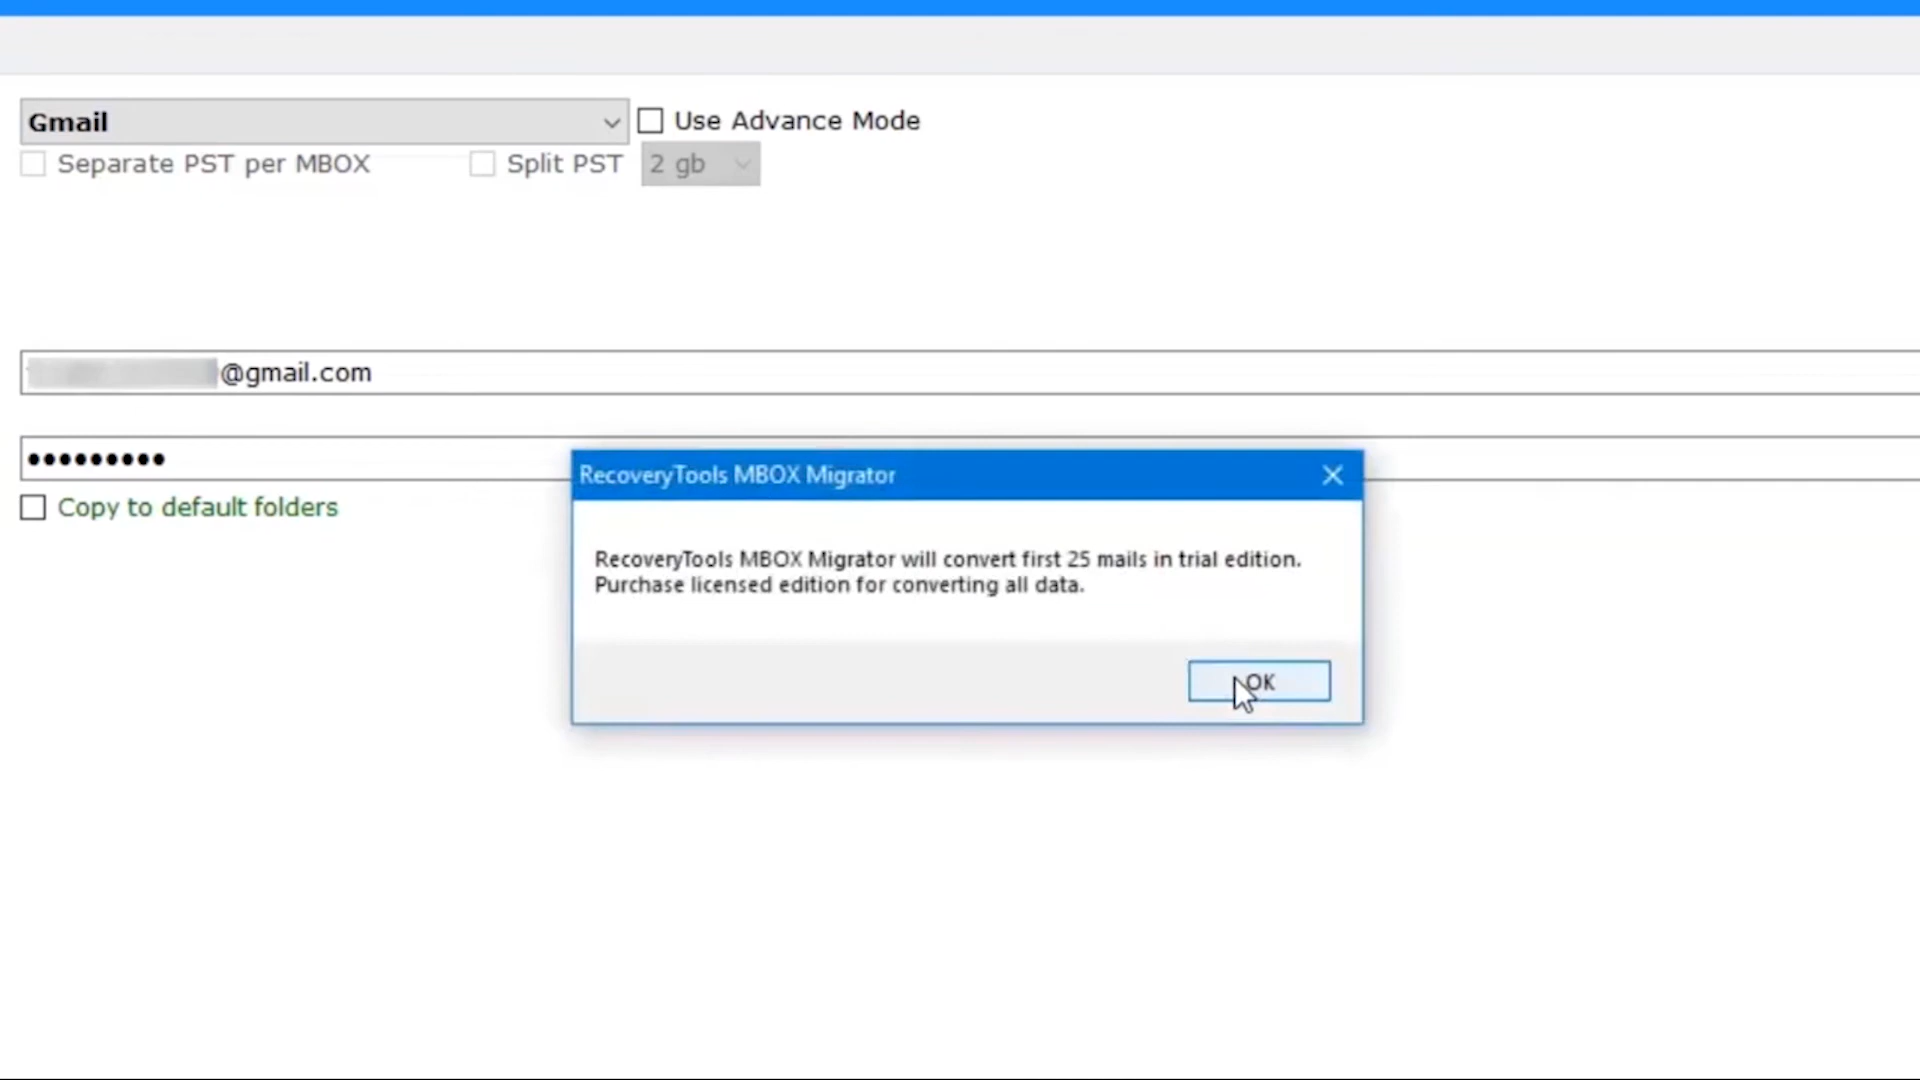 Gmail
Use Advance Mode
Separate PST per MBOX
Split PST
2 gb
@gmail.com
•••••••••
Copy to default folders
RecoveryTools MBOX Migrator
RecoveryTools MBOX Migrator will convert first 25 mails in trial edition.
Purchase licensed edition for converting all data.
OK